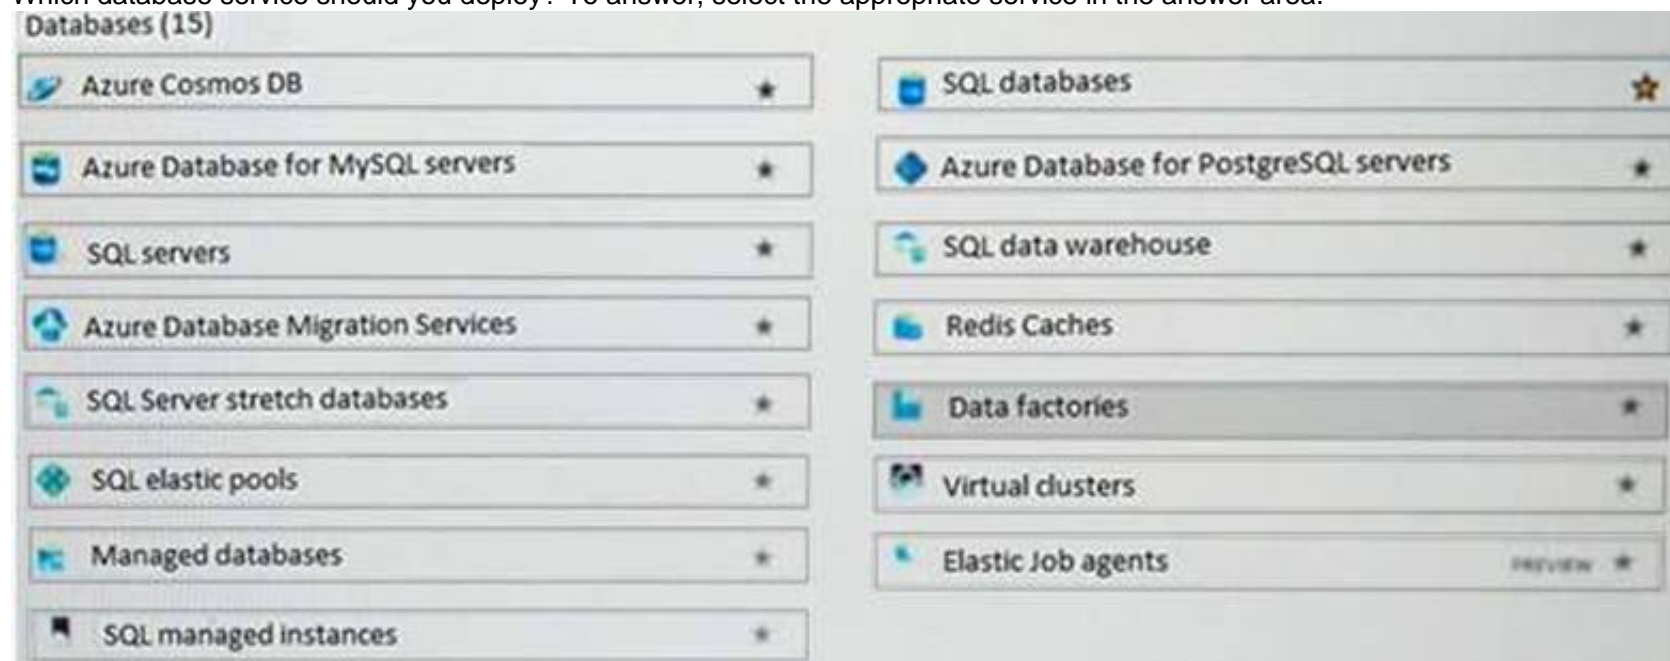 Which database service should you deploy? To answer, select the appropriate service in the answer area.
Databases (15)
Azure Cosmos DB
SQL databases
Azure Database for MySQL servers
Azure Database for PostgreSQL servers
SQL servers
SQL data warehouse
Azure Database Migration Services
Redis Caches
SQL Server stretch databases
Data factories
SQL elastic pools
Virtual clusters
Managed databases
Elastic Job agents PREVIEW
SQL managed instances